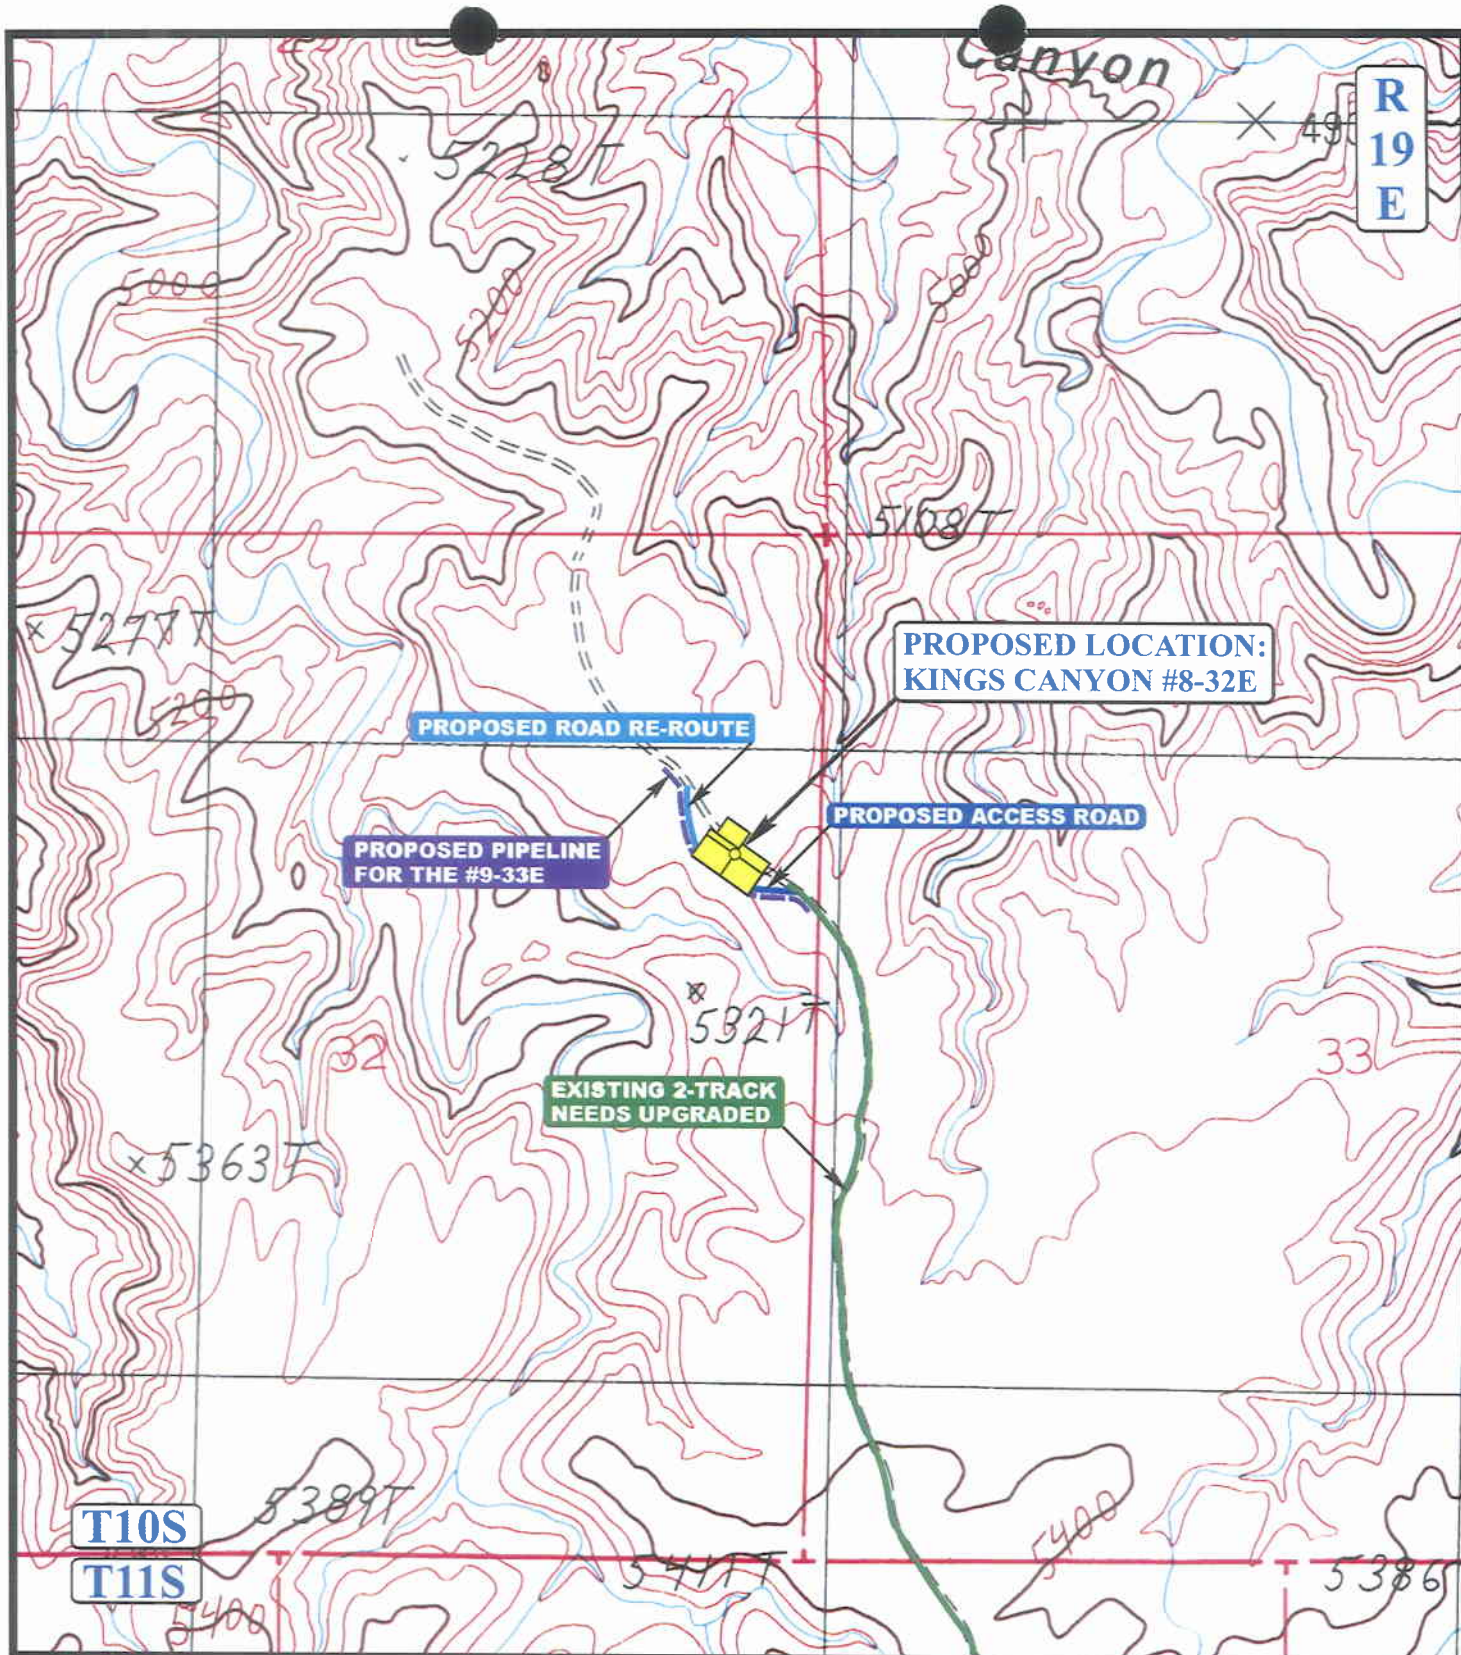 Canyon
R
19
E
5228T
5000
5200
5000
5108T
5277T
5200
PROPOSED LOCATION:
KINGS CANYON #8-32E
PROPOSED ROAD RE-ROUTE
PROPOSED ACCESS ROAD
PROPOSED PIPELINE
FOR THE #9-33E
5321T
32
33
EXISTING 2-TRACK
NEEDS UPGRADED
5363T
5389T
T10S
5400
T11S
5411T
5386
5400